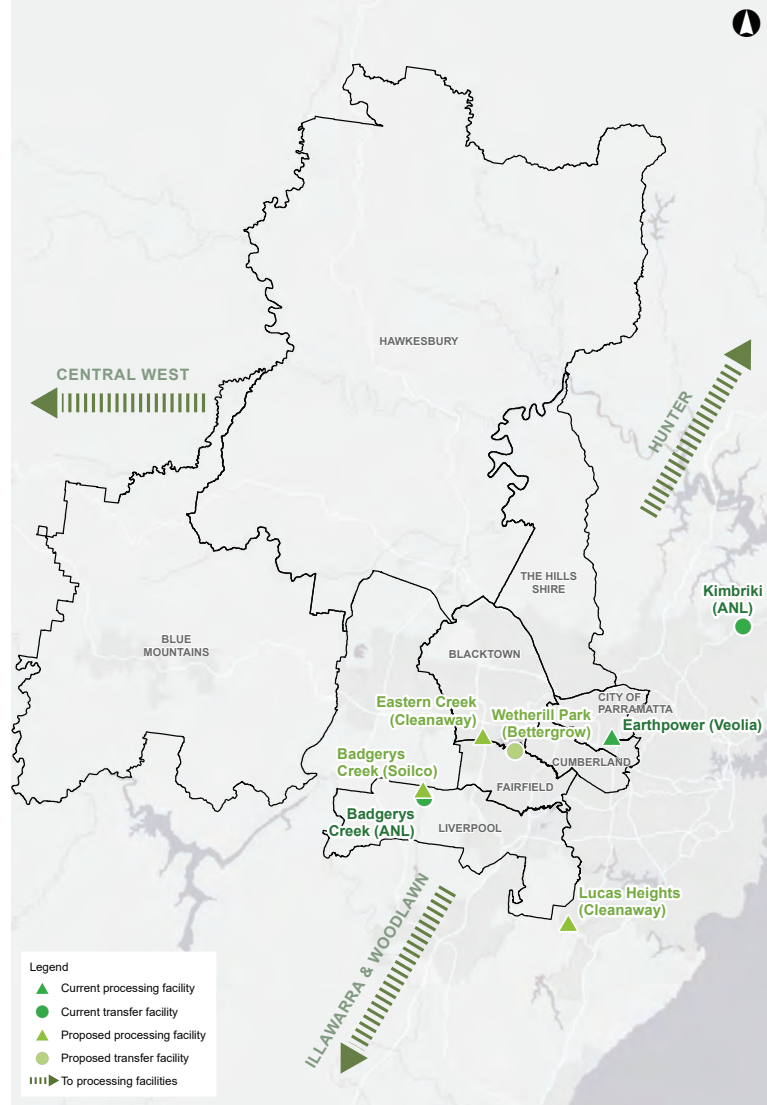 HAWKESBURY
CENTRAL WEST
HUNTER
THE HILLS
SHIRE
Kimbriki
(ANL)
BLUE
MOUNTAINS
BLACKTOWN
CITY OF
PARRAMATTA
Eastern Creek
(Cleanaway)
Wetherill Park
(Bettergrow)
Earthpower (Veolia)
Badgerys
Creek (Soilco)
CUMBERLAND
FAIRFIELD
Badgerys
Creek (ANL)
LIVERPOOL
Lucas Heights
(Cleanaway)
ILLAWARRA & WOODLAWN
Legend
Current processing facility
Current transfer facility
Proposed processing facility
Proposed transfer facility
To processing facilities